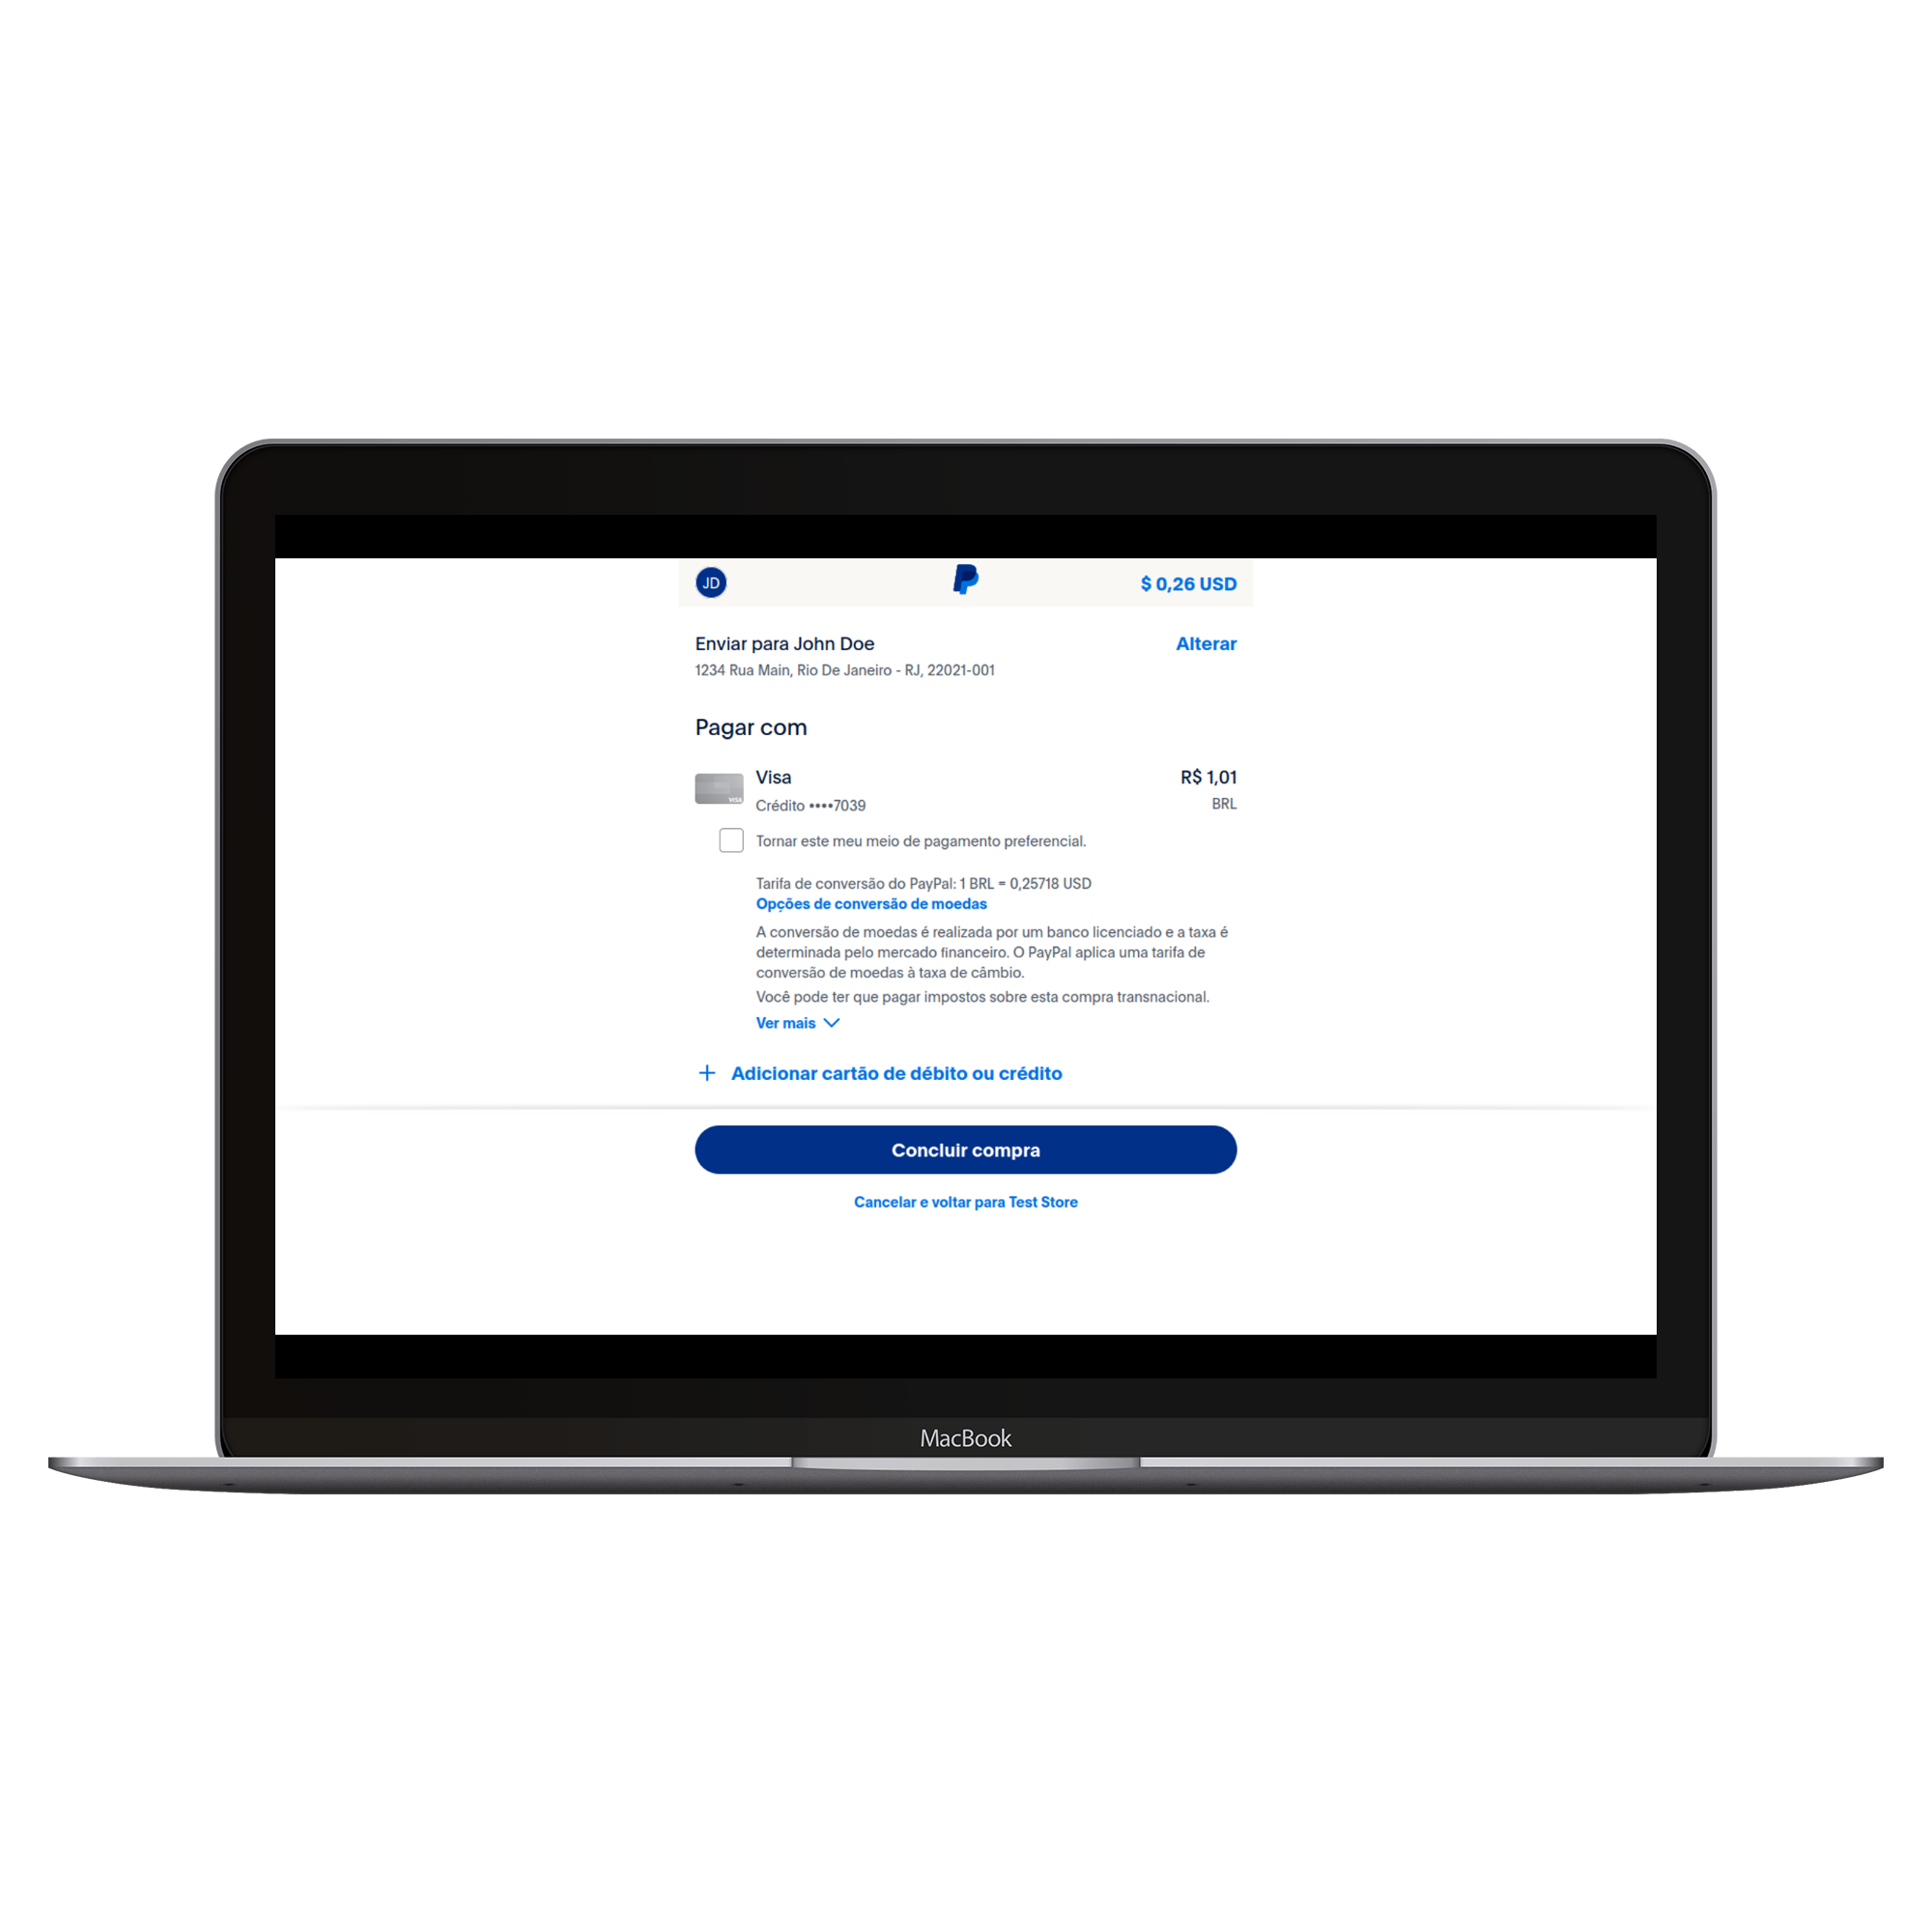 JD
$ 0,26 USD
Enviar para John Doe
Alterar
1234 Rua Main, Rio De Janeiro - RJ, 22021-001
Pagar com
Visa
R$ 1,01
VISA
Crédito ••••7039
BRL
Tornar este meu meio de pagamento preferencial.
Tarifa de conversão do PayPal: 1 BRL = 0,25718 USD
Opções de conversão de moedas
A conversão de moedas é realizada por um banco licenciado e a taxa é
determinada pelo mercado financeiro. O PayPal aplica uma tarifa de
conversão de moedas à taxa de câmbio.
Você pode ter que pagar impostos sobre esta compra transnacional.
Ver mais
+ Adicionar cartão de débito ou crédito
Concluir compra
Cancelar e voltar para Test Store
MacBook